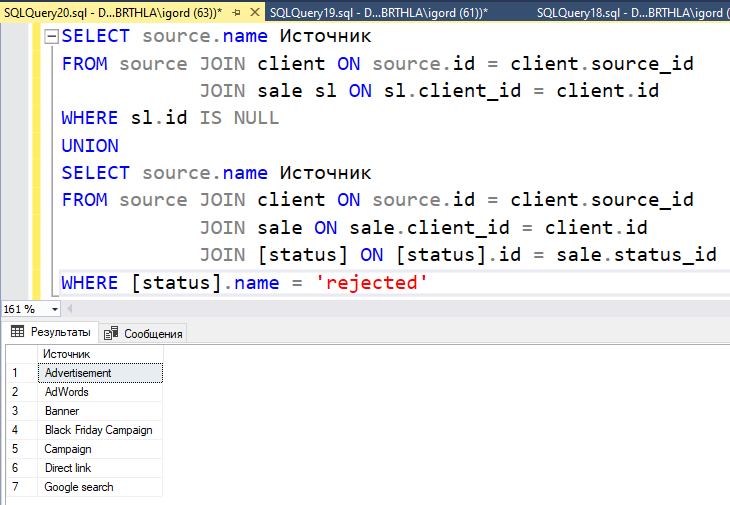 SQLQuery20.sql - D...BRTHLA\igord (63))* SQLQuery19.sql - D...BRTHLA\igord (61))* SQLQuery18.sql - D...BRTHLA\igord (
SELECT source.name Источник
FROM source JOIN client ON source.id = client.source_id
JOIN sale sl ON sl.client_id = client.id
WHERE sl.id IS NULL
UNION
SELECT source.name Источник
FROM source JOIN client ON source.id = client.source_id
JOIN sale ON sale.client_id = client.id
JOIN [status] ON [status].id = sale.status_id
WHERE [status].name = 'rejected'
161 %
Результаты Сообщения
Источник
1 Advertisement
2 AdWords
3 Banner
4 Black Friday Campaign
5 Campaign
6 Direct link
7 Google search